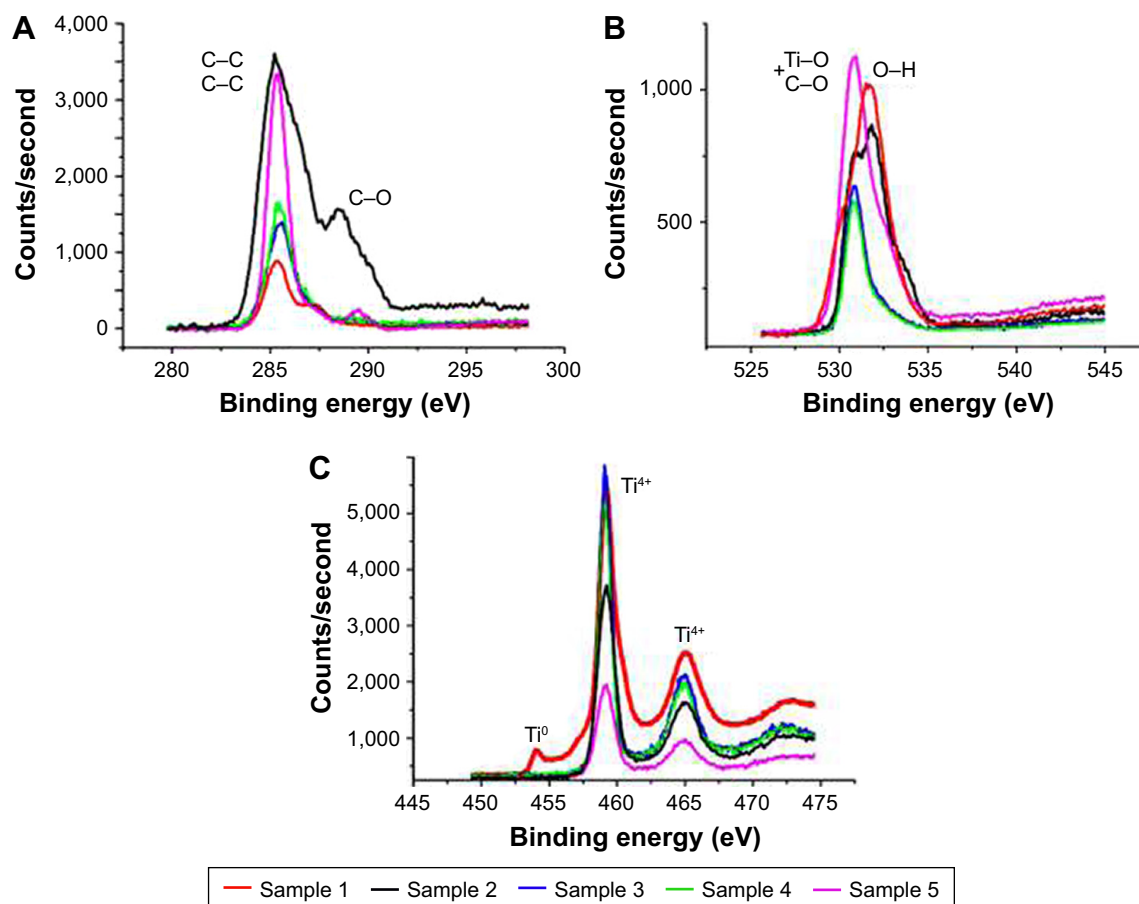 A
4,000
3,000
2,000
1,000
0
Counts/second
C–C
C–C
C–O
280
285
290
295
300
Binding energy (eV)
B
1,000
500
Counts/second
Ti–O
+
C–O
O–H
525
530
535
540
545
Binding energy (eV)
C
5,000
4,000
3,000
2,000
1,000
Counts/second
Ti⁰
Ti⁴⁺
Ti⁴⁺
445
450
455
460
465
470
475
Binding energy (eV)
Sample 1 Sample 2 Sample 3 Sample 4 Sample 5